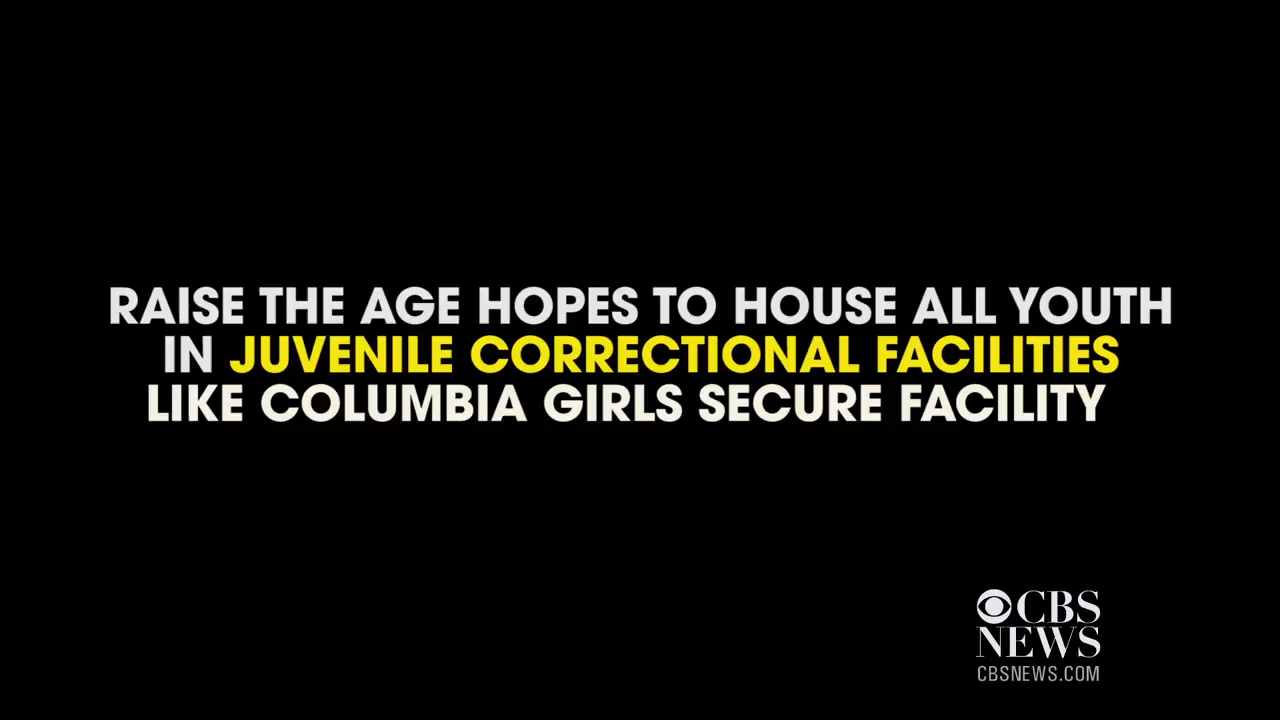 RAISE THE AGE HOPES TO HOUSE ALL YOUTH
IN JUVENILE CORRECTIONAL FACILITIES
LIKE COLUMBIA GIRLS SECURE FACILITY
CBS
NEWS
CBSNEWS.COM